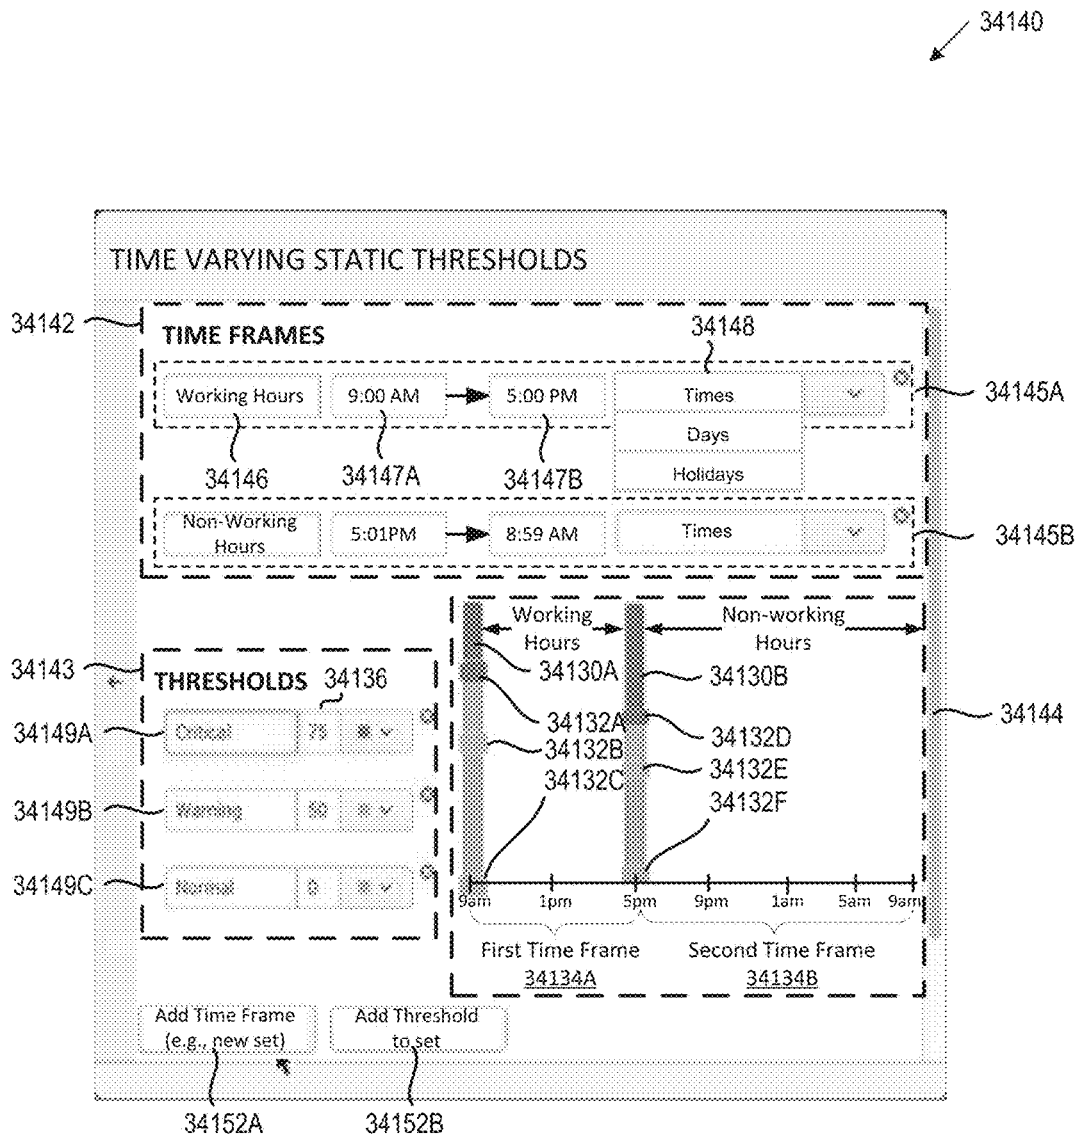 34140
TIME VARYING STATIC THRESHOLDS
34142
TIME FRAMES
34148
Working Hours
9:00 AM
5:00 PM
Times
34145A
Days
34146
34147A
34147B
Holidays
Non-Working
Hours
5:01PM
8:59 AM
Times
34145B
Working
Hours
Non-working
Hours
34143
THRESHOLDS
34136
34130A
34130B
34149A
Critical
75
34132A
34132D
34144
34132B
34132E
34132C
34132F
34149B
Warning
50
34149C
Normal
0
9am
1pm
5pm
9pm
1am
5am
9am
First Time Frame
34134A
Second Time Frame
34134B
Add Time Frame
(e.g., new set)
Add Threshold
to set
34152A
34152B